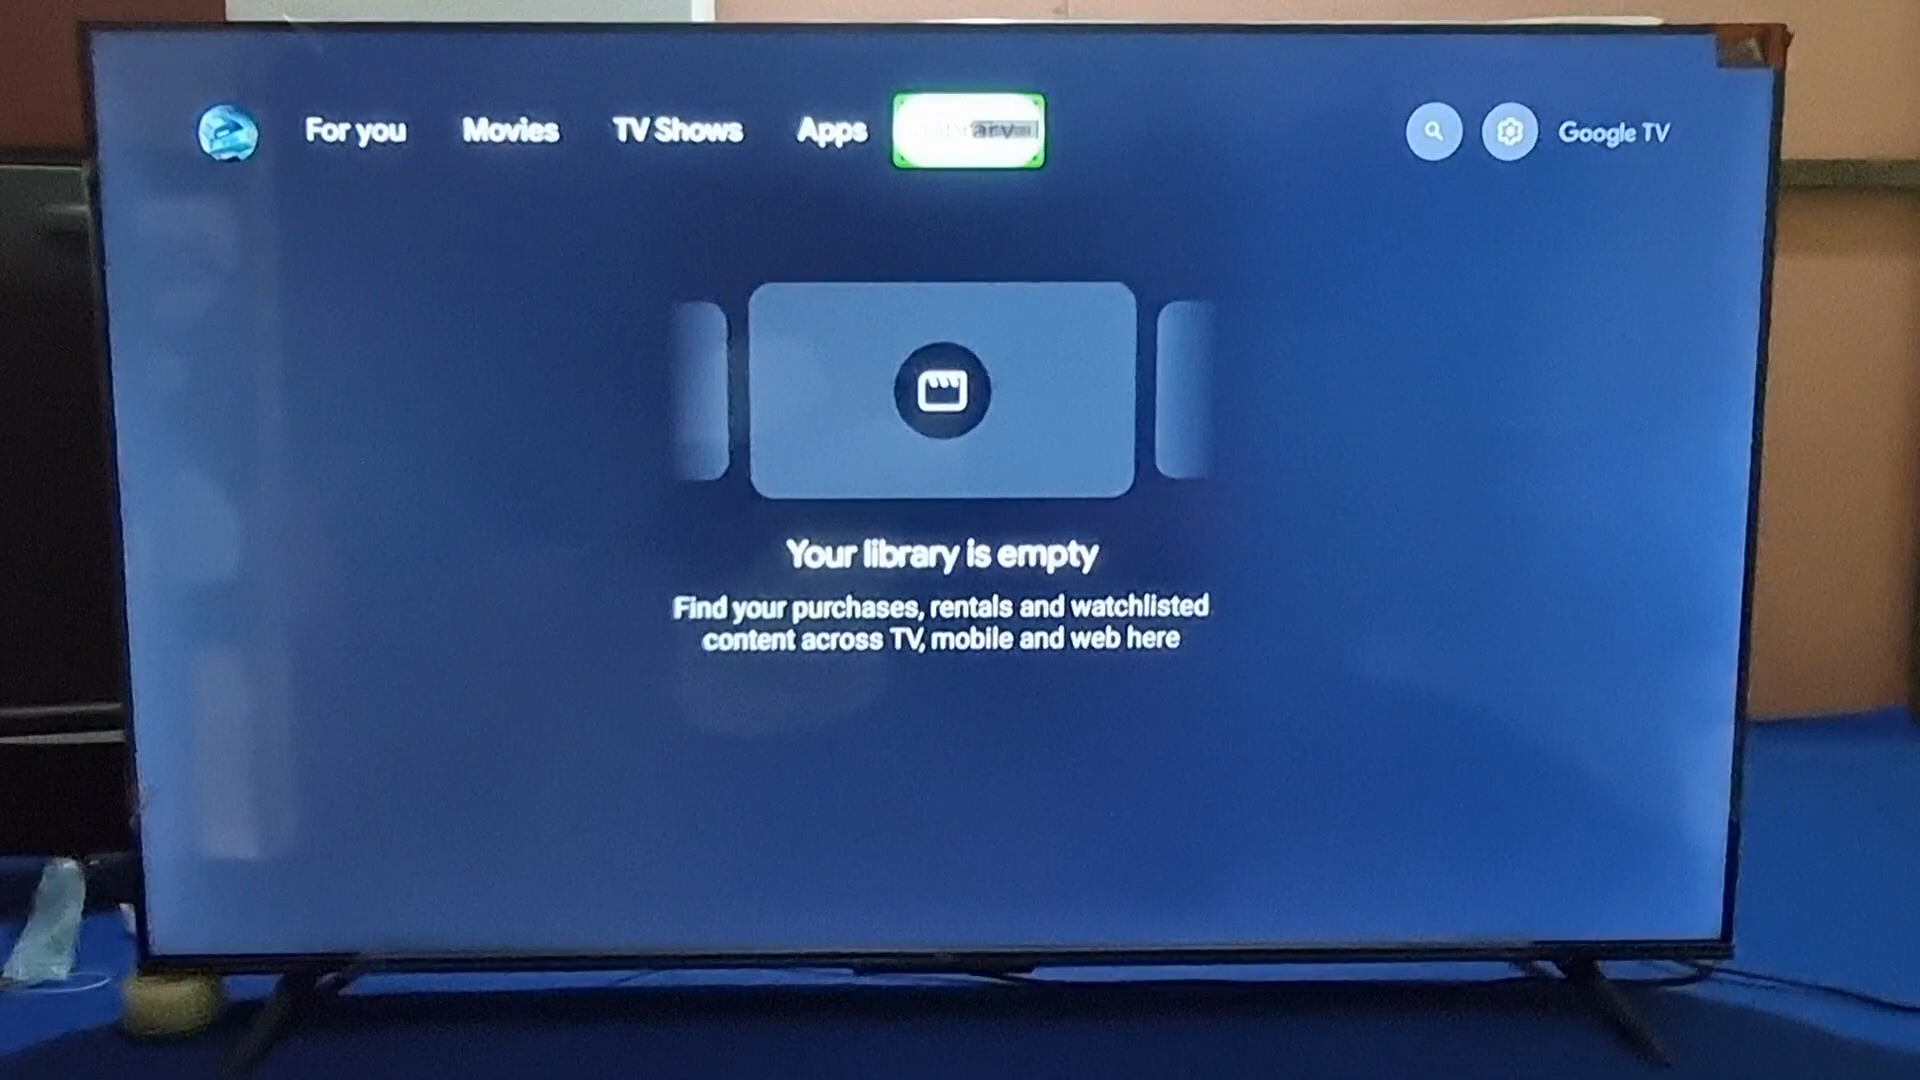 For you Movies TV Shows Apps Google TV
Your library is empty
Find your purchases, rentals and watchlisted
content across TV, mobile and web here